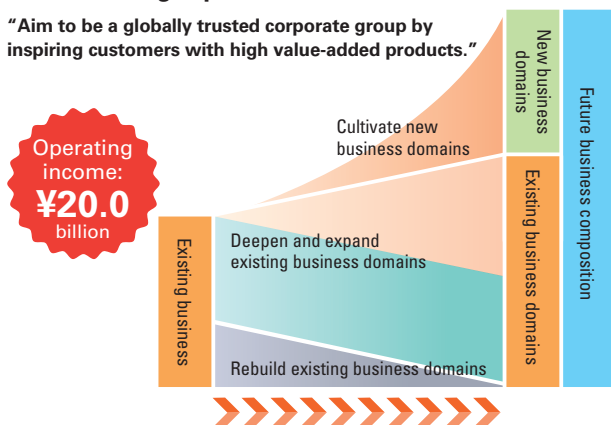 “Aim to be a globally trusted corporate group by
inspiring customers with high value-added products.”
Operating
income:
¥20.0
billion
Cultivate new
business domains
Deepen and expand
existing business domains
Rebuild existing business domains
Existing business
New business
domains
Existing business domains
Future business composition